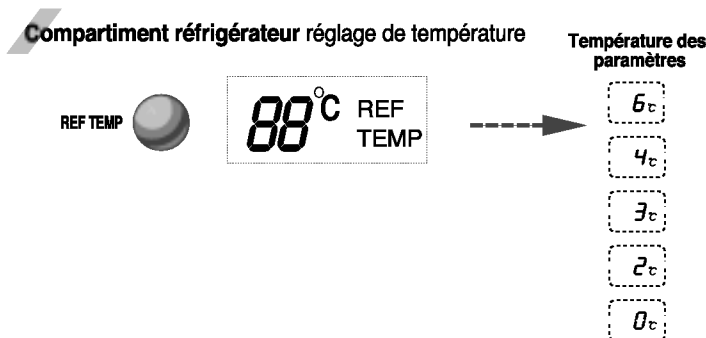 Compartiment réfrigérateur réglage de température
Température des
paramètres
REF TEMP
88°C REF
TEMP
6℃
4℃
3℃
2℃
0℃